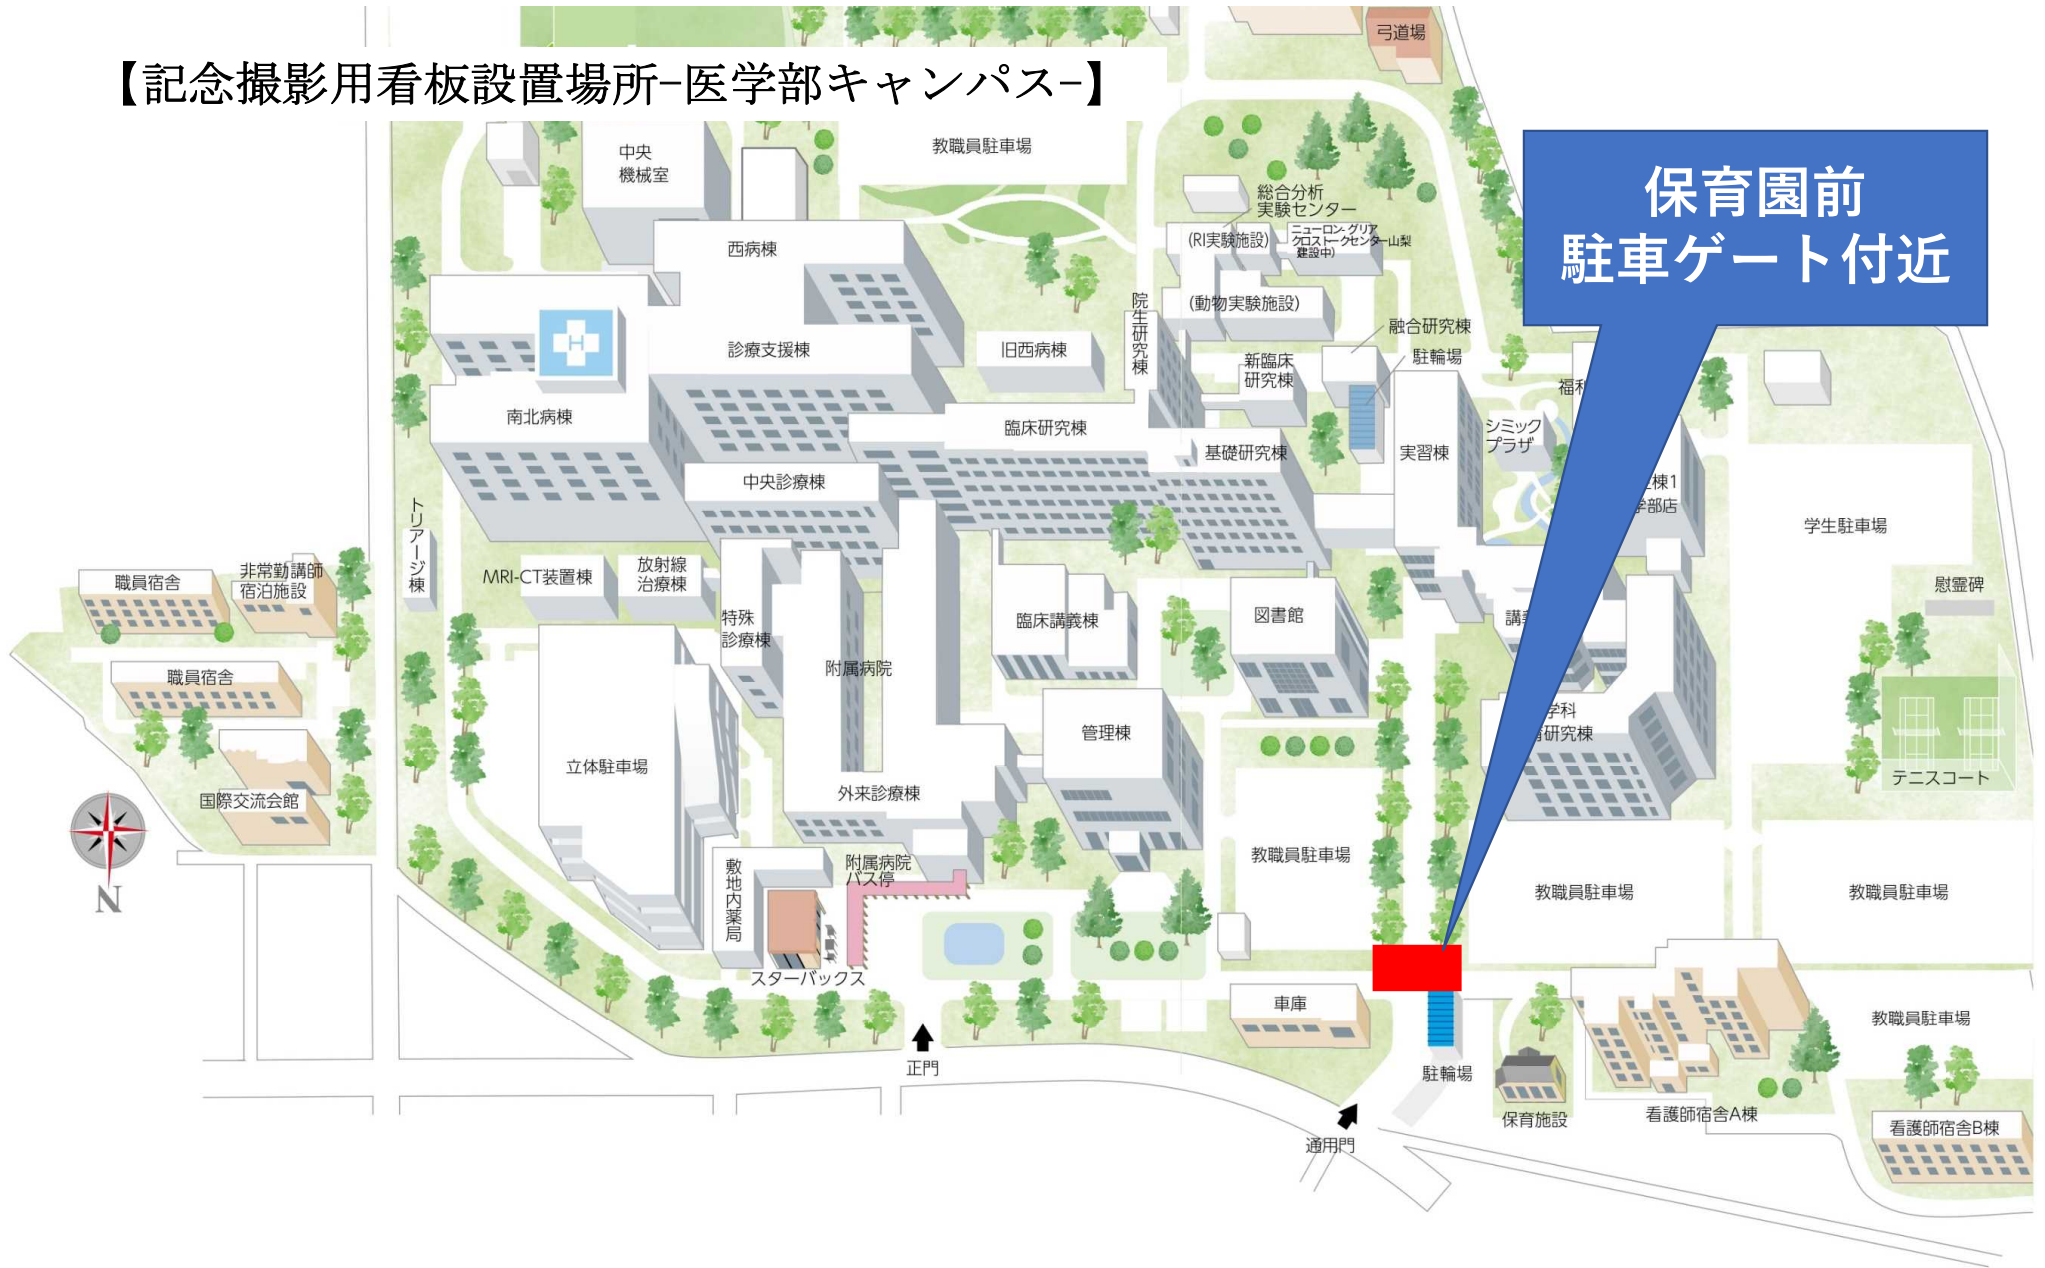 【記念撮影用看板設置場所-医学部キャンパス-】
弓道場
保育園前
駐車ゲート付近
中央
機械室
教職員駐車場
総合分析
実験センター
(RI実験施設)
ニューロン グリア
クロストークセンター山梨
建設中)
西病棟
(動物実験施設)
院生研究棟
融合研究棟
駐輪場
診療支援棟
旧西病棟
新臨床
研究棟
H
福利
南北病棟
臨床研究棟
基礎研究棟
実習棟
シミック
プラザ
中央診療棟
棟1
学部店
学生駐車場
トリアージ棟
MRI-CT装置棟
放射線
治療棟
職員宿舎
非常勤講師
宿泊施設
慰霊碑
特殊
診療棟
臨床講義棟
図書館
講
附属病院
職員宿舎
管理棟
学科
研究棟
立体駐車場
テニスコート
外来診療棟
国際交流会館
教職員駐車場
附属病院
バス停
敷地内薬局
教職員駐車場
教職員駐車場
N
スターバックス
車庫
教職員駐車場
正門
駐輪場
保育施設
看護師宿舎A棟
看護師宿舎B棟
通用門